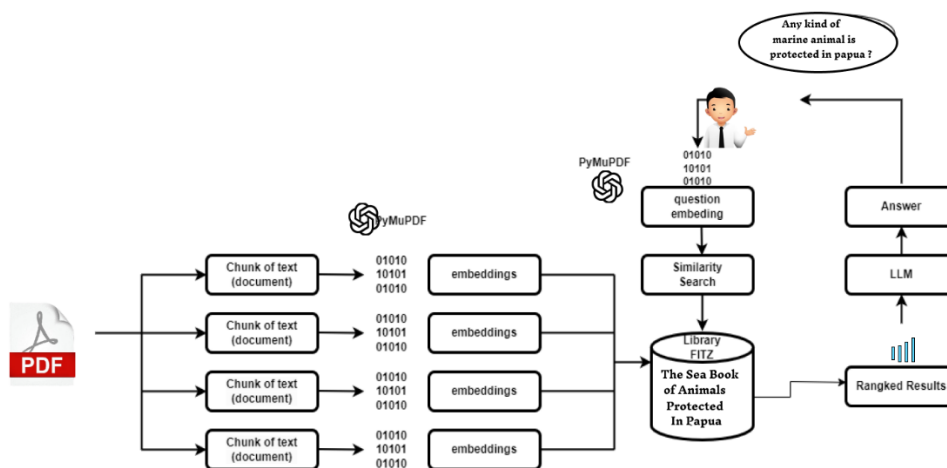 Any kind of
marine animal is
protected in papua ?
PyMuPDF
01010
10101
01010
question
embeding
PyMuPDF
Similarity
Search
Answer
LLM
Chunk of text
(document)
01010
10101
01010
embeddings
Chunk of text
(document)
01010
10101
01010
embeddings
Chunk of text
(document)
01010
10101
01010
embeddings
Chunk of text
(document)
01010
10101
01010
embeddings
PDF
Library
FITZ
The Sea Book
of Animals
Protected
In Papua
Rangked Results